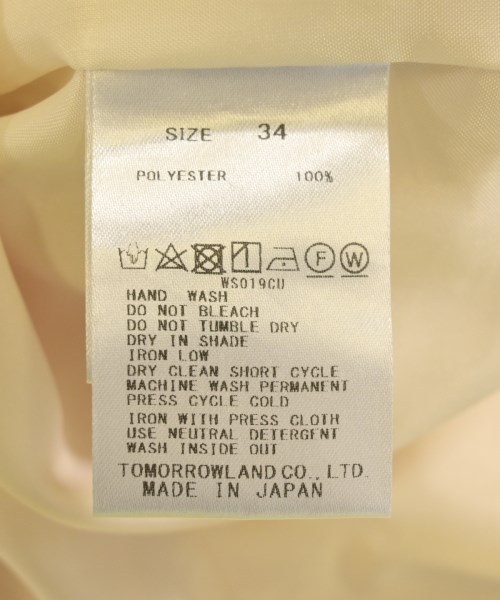 SIZE 34
POLYESTER 100%
F W
WS019CU
HAND WASH
DO NOT BLEACH
DO NOT TUMBLE DRY
DRY IN SHADE
IRON LOW
DRY CLEAN SHORT CYCLE
MACHINE WASH PERMANENT
PRESS CYCLE COLD
IRON WITH PRESS CLOTH
USE NEUTRAL DETERGENT
WASH INSIDE OUT
TOMORROWLAND CO., LTD.
MADE IN JAPAN